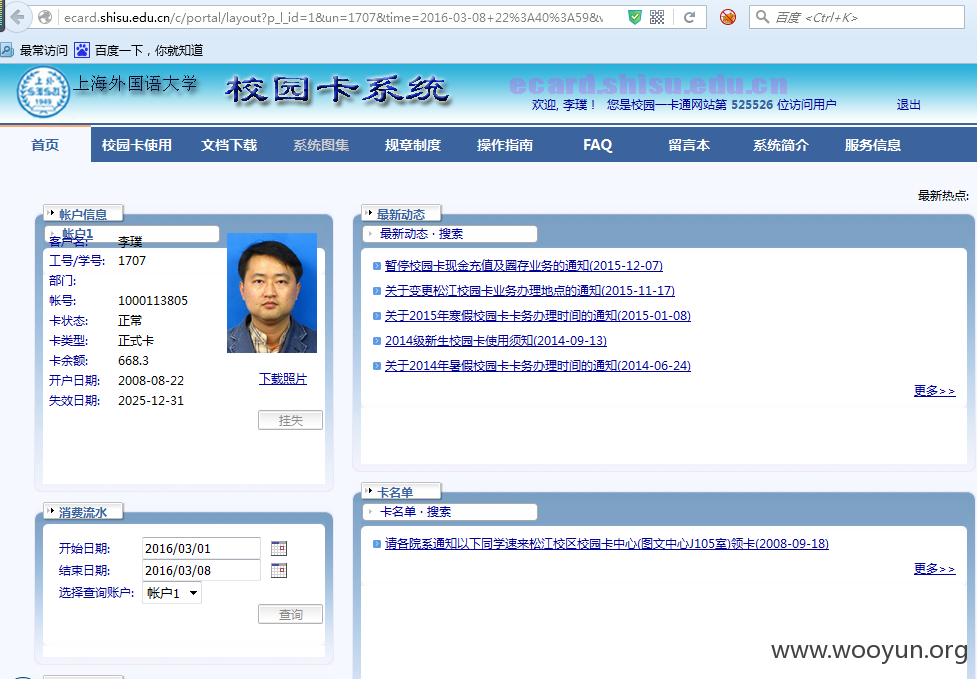 ecard.shisu.edu.cn/c/portal/layout?p_l_id=1&un=1707&time=2016-03-08+22%3A40%3A59&v
百度 <Ctrl+K>
最常访问 百度一下，你就知道
上海外国语大学 校园卡系统 ecard.shisu.edu.cn
欢迎, 李璞！ 您是校园一卡通网站第 525526 位访问用户 退出
首页 校园卡使用 文档下载 系统图集 规章制度 操作指南 FAQ 留言本 系统简介 服务信息
最新热点:
帐户信息
帐户1
客户名: 李璞
工号/学号: 1707
部门:
帐号: 1000113805
卡状态: 正常
卡类型: 正式卡
卡余额: 668.3
开户日期: 2008-08-22
失效日期: 2025-12-31
下载照片
挂失
最新动态
最新动态 · 搜索
暂停校园卡现金充值及圈存业务的通知(2015-12-07)
关于变更松江校园卡业务办理地点的通知(2015-11-17)
关于2015年寒假校园卡卡务办理时间的通知(2015-01-08)
2014级新生校园卡使用须知(2014-09-13)
关于2014年暑假校园卡卡务办理时间的通知(2014-06-24)
更多>>
消费流水
开始日期: 2016/03/01
结束日期: 2016/03/08
选择查询账户: 帐户1
查询
卡名单
卡名单 · 搜索
请各院系通知以下同学速来松江校区校园卡中心(图文中心J105室)领卡(2008-09-18)
更多>>
www.wooyun.org